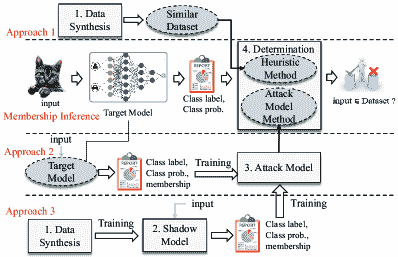 1. Data
Synthesis
Similar
Dataset
Approach 1
4. Determination
Heuristic
Method
REPORT
input
Class label,
Class prob.
Attack
Model
Method
input ∈ Dataset ?
Membership Inference
Target Model
input
Approach 2
Target
Model
REPORT
Class label,
Class prob.,
membership
Training
3. Attack Model
Approach 3
Training
input
Training
1. Data
Synthesis
2. Shadow
Model
REPORT
Class label,
Class prob.,
membership